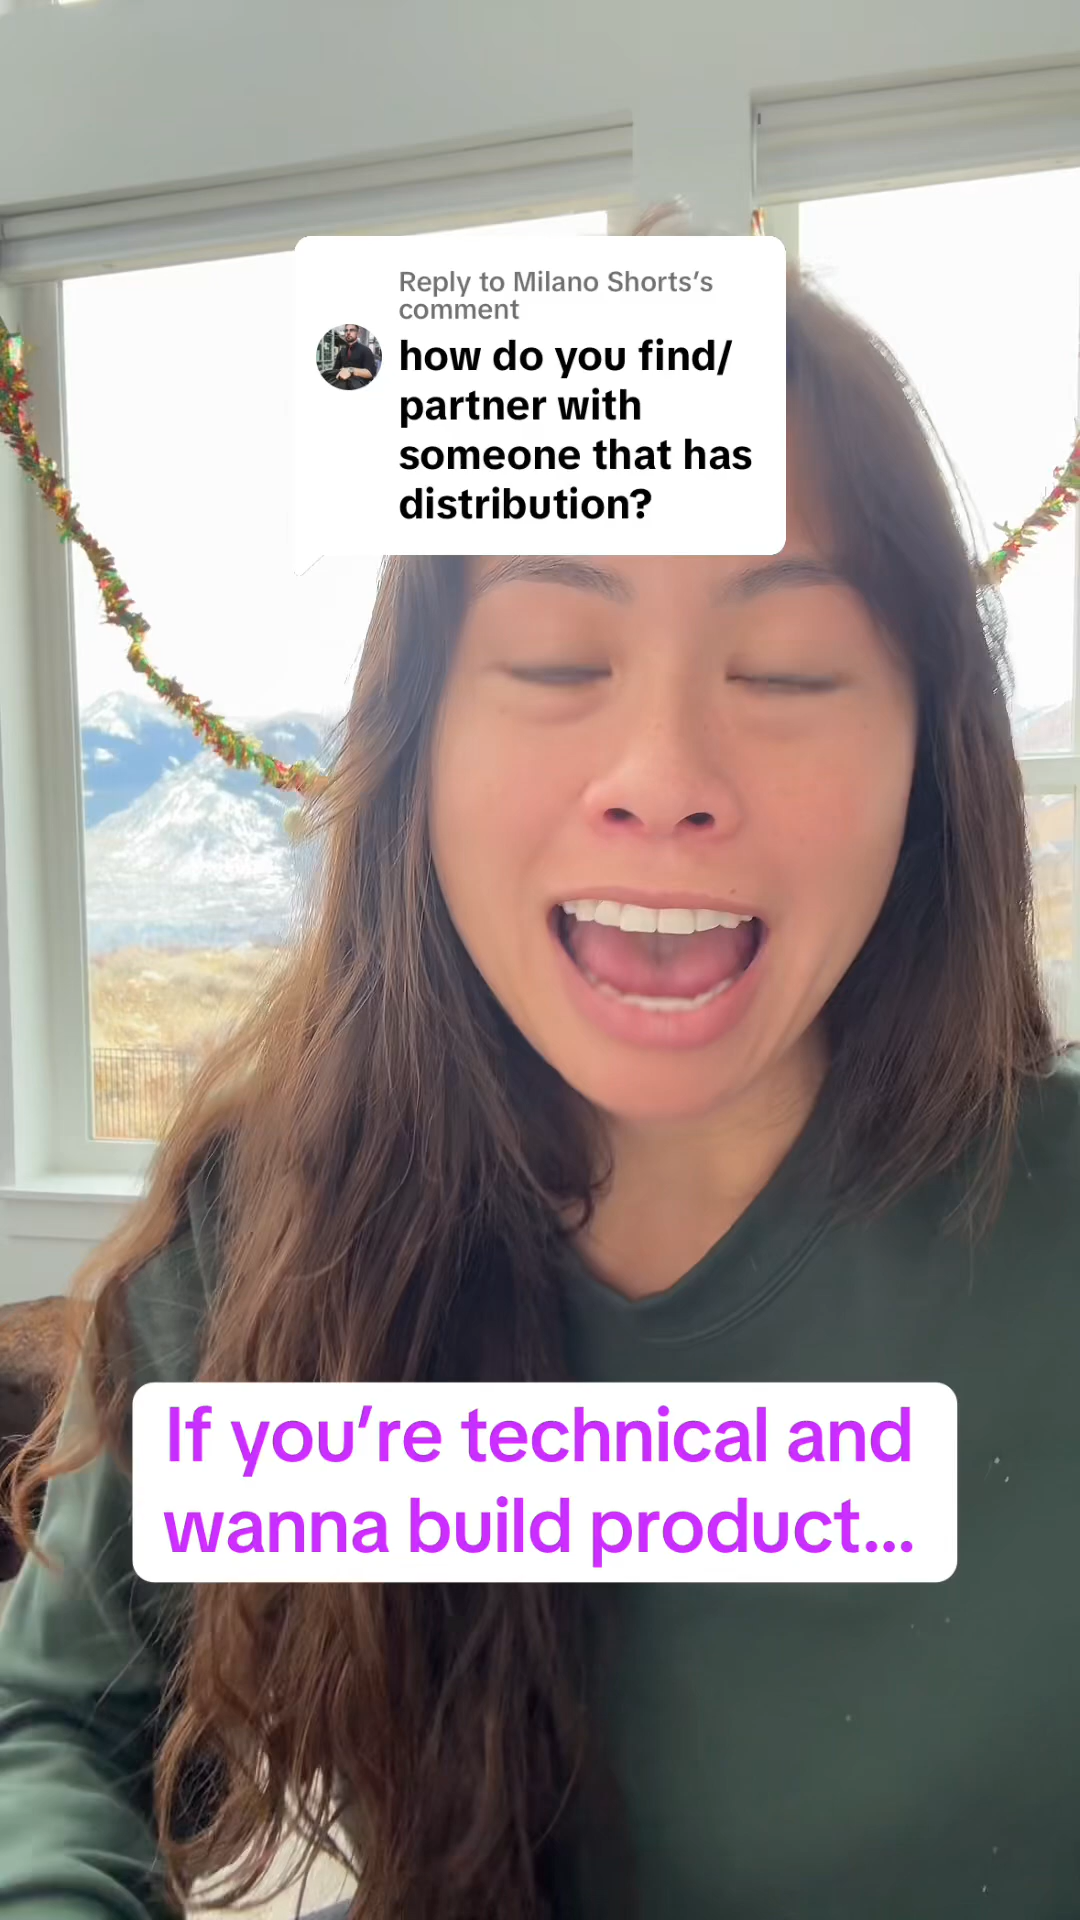 Reply to Milano Shorts’s
comment
how do you find/
partner with
someone that has
distribution?
If you’re technical and
wanna build product...